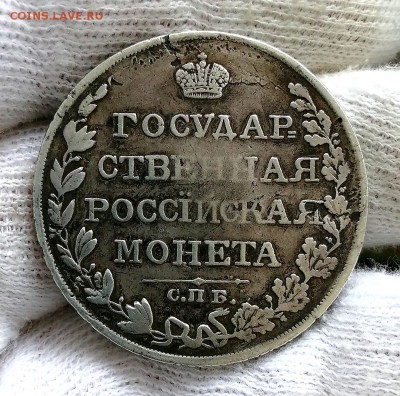 COINS.LAVE.RU
ГОСУДАР=
СТВЕННАЯ
РОССІЙСКАЯ
МОНЕТА
С.П.Б.